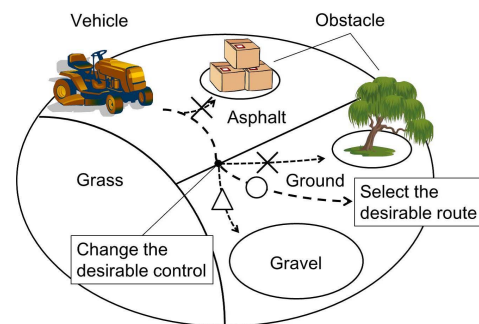 Vehicle
Obstacle
Asphalt
Grass
Ground
Select the
desirable route
Change the
desirable control
Gravel